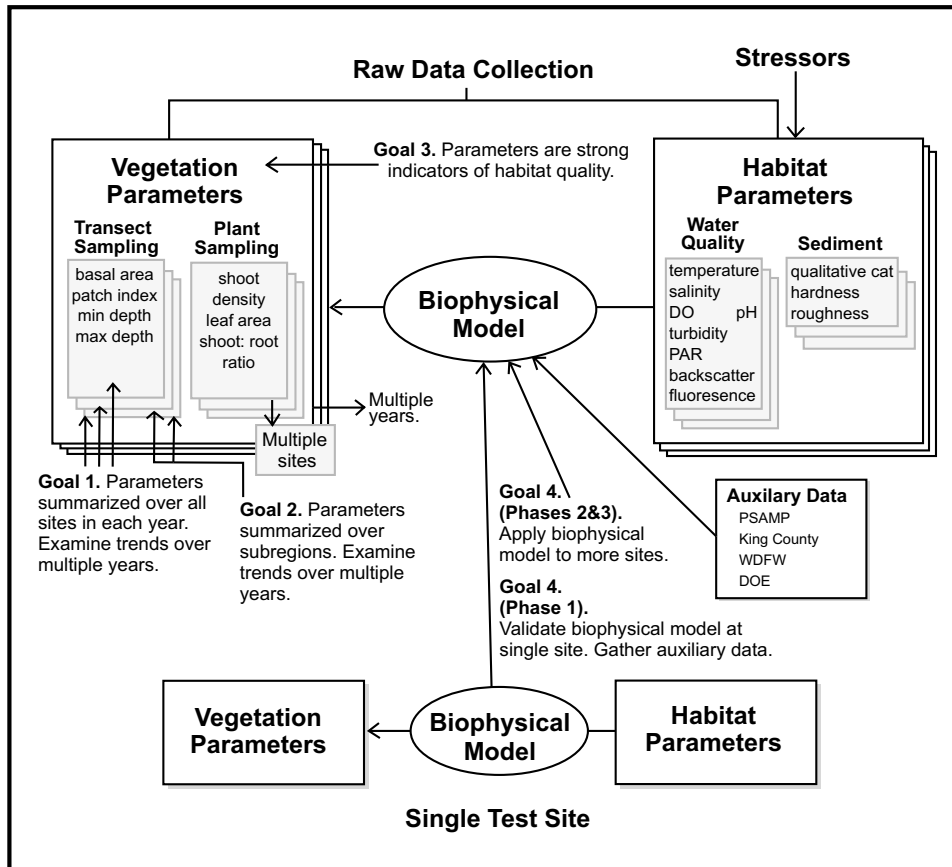 Raw Data Collection
Stressors
Vegetation
Parameters
Transect
Sampling
basal area
patch index
min depth
max depth
Plant
Sampling
shoot
density
leaf area
shoot: root
ratio
Multiple
sites
Multiple
years.
Goal 3. Parameters are strong
indicators of habitat quality.
Biophysical
Model
Habitat
Parameters
Water
Quality
temperature
salinity
DO pH
turbidity
PAR
backscatter
fluoresence
Sediment
qualitative cat
hardness
roughness
Goal 1. Parameters
summarized over all
sites in each year.
Examine trends over
multiple years.
Goal 2. Parameters
summarized over
subregions. Examine
trends over multiple
years.
Goal 4.
(Phases 2&3).
Apply biophysical
model to more sites.
Goal 4.
(Phase 1).
Validate biophysical model at
single site. Gather auxiliary data.
Auxilary Data
PSAMP
King County
WDFW
DOE
Vegetation
Parameters
Biophysical
Model
Habitat
Parameters
Single Test Site